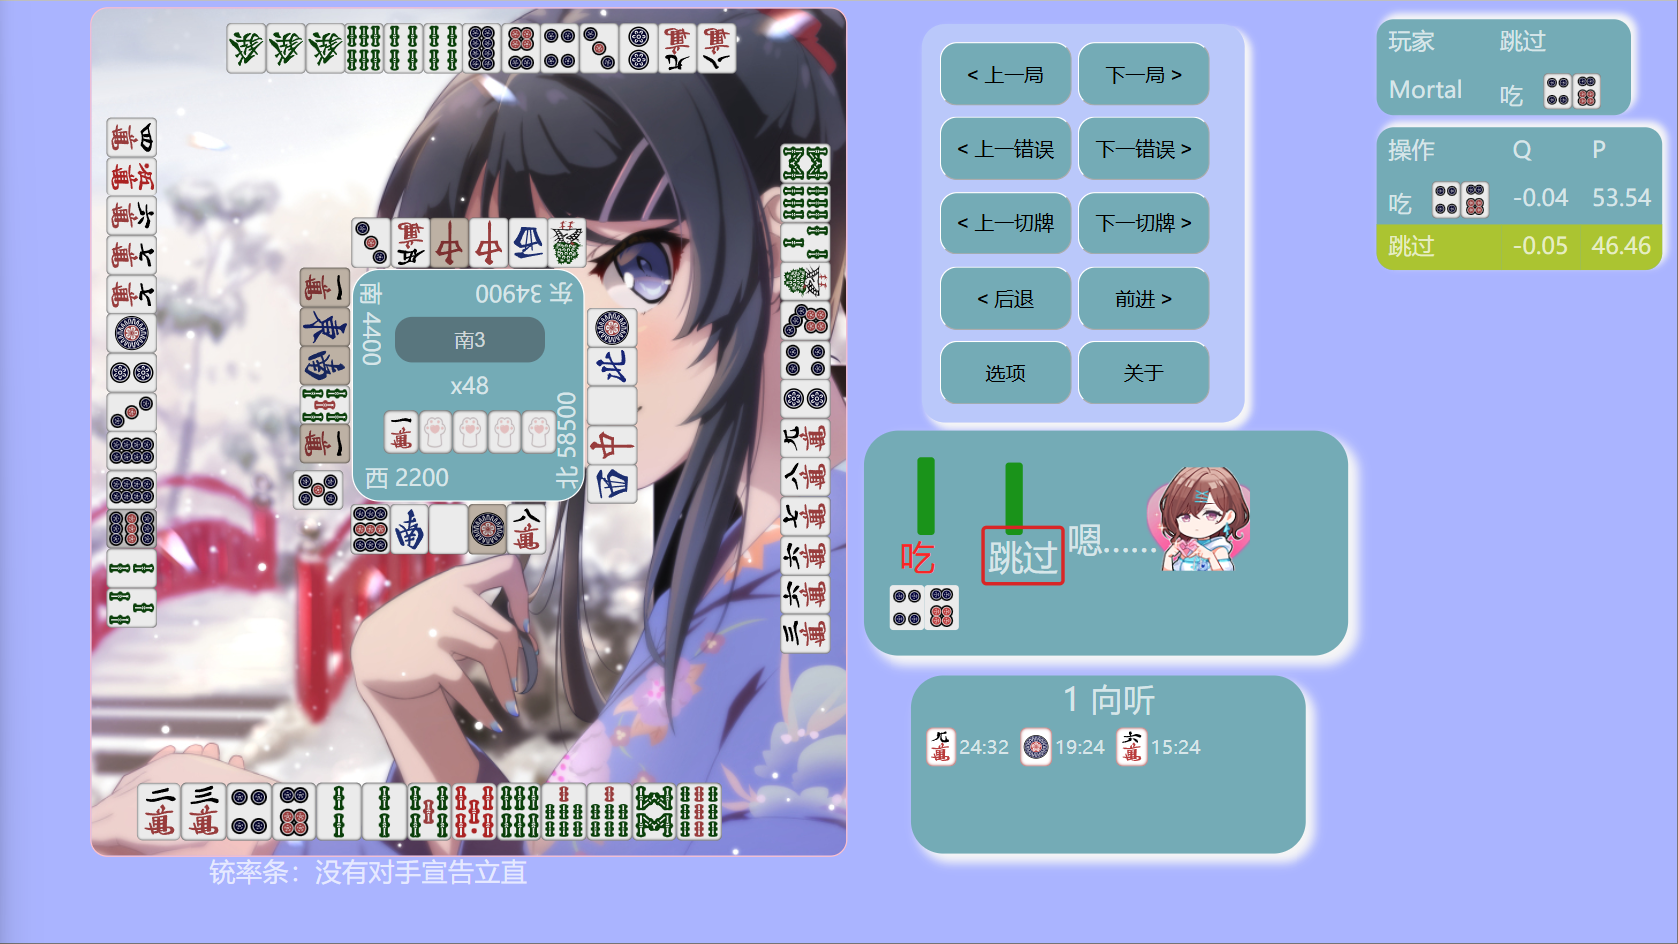 < 上一局
下一局 >
< 上一错误
下一错误 >
< 上一切牌
下一切牌 >
< 后退
前进 >
选项
关于
玩家 跳过
Mortal 吃
操作 Q P
吃 -0.04 53.54
跳过 -0.05 46.46
东 34900
南 4400
南3
x48
北 58500
西 2200
吃
跳过
嗯......
1 向听
24:32 19:24 15:24
铳率条：没有对手宣告立直